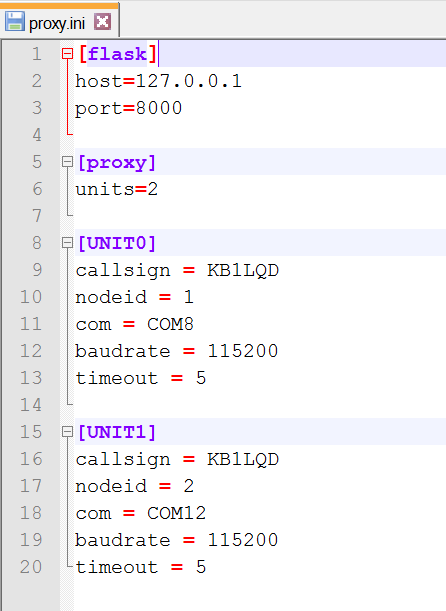 proxy.ini
1 [flask]
2 host=127.0.0.1
3 port=8000
4
5 [proxy]
6 units=2
7
8 [UNIT0]
9 callsign = KB1LQD
10 nodeid = 1
11 com = COM8
12 baudrate = 115200
13 timeout = 5
14
15 [UNIT1]
16 callsign = KB1LQD
17 nodeid = 2
18 com = COM12
19 baudrate = 115200
20 timeout = 5